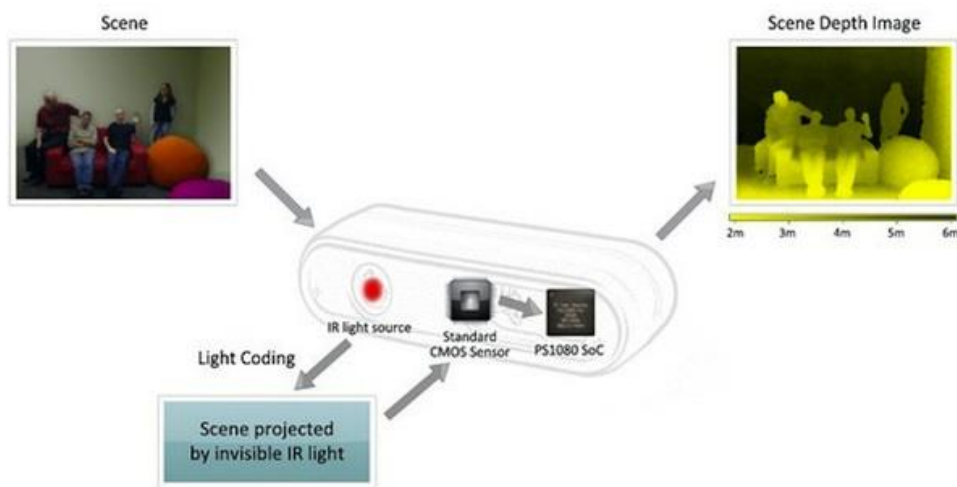 Scene
Scene Depth Image
2m 3m 4m 5m 6m
IR light source
Standard
CMOS Sensor
PS1080 SoC
Light Coding
Scene projected
by invisible IR light